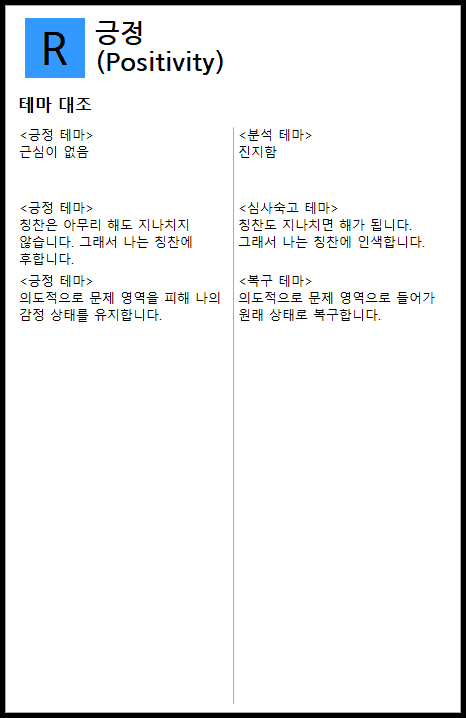 R
긍정
(Positivity)
테마 대조
<긍정 테마>
근심이 없음
<분석 테마>
진지함
<긍정 테마>
칭찬은 아무리 해도 지나치지
않습니다. 그래서 나는 칭찬에
후합니다.
<심사숙고 테마>
칭찬도 지나치면 해가 됩니다.
그래서 나는 칭찬에 인색합니다.
<긍정 테마>
의도적으로 문제 영역을 피해 나의
감정 상태를 유지합니다.
<복구 테마>
의도적으로 문제 영역으로 들어가
원래 상태로 복구합니다.